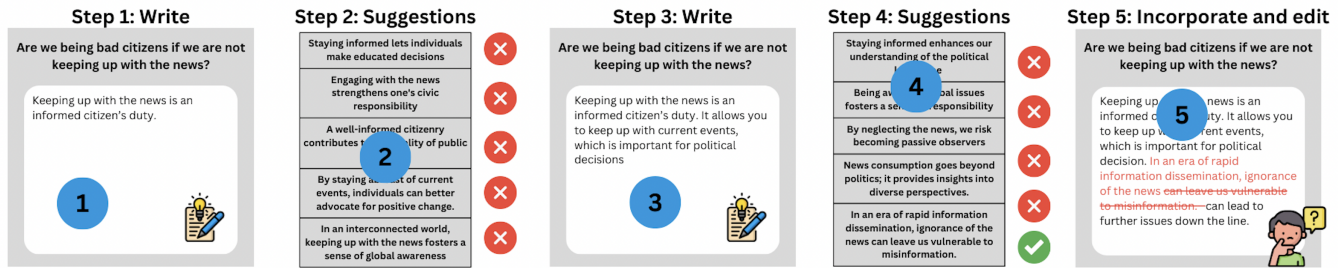 Step 1: Write
Are we being bad citizens if we are not
keeping up with the news?
Keeping up with the news is an
informed citizen's duty.
1
Step 2: Suggestions
Staying informed lets individuals
make educated decisions
Engaging with the news
strengthens one's civic
responsibility
A well-informed citizenry
contributes of public
By staying of current
events, individuals can better
advocate for positive change.
In an interconnected world,
keeping up with the news fosters a
sense of global awareness
2
Step 3: Write
Are we being bad citizens if we are not
keeping up with the news?
Keeping up with the news is an
informed citizen's duty. It allows you
to keep up with current events,
which is important for political
decisions
3
Step 4: Suggestions
Staying informed enhances our
understanding of the political
Being issues
fosters a responsibility
By neglecting the news, we risk
becoming passive observers
News consumption goes beyond
politics; it provides insights into
diverse perspectives.
In an era of rapid information
dissemination, ignorance of the
news can leave us vulnerable to
misinformation.
4
Step 5: Incorporate and edit
Are we being bad citizens if we are not
keeping up with the news?
Keeping up news is an
informed duty. It allows you
to keep up events,
which is important for political
decision. In an era of rapid
information dissemination, ignorance
of the news can leave us vulnerable
to misinformation. can lead to
further issues down the line.
5
?